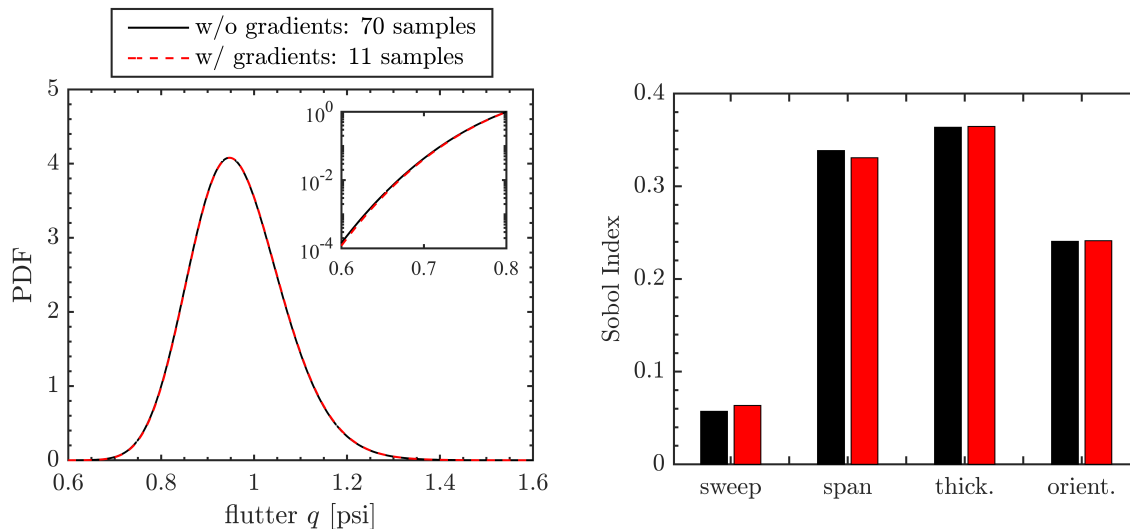 w/o gradients: 70 samples
w/ gradients: 11 samples
5
4
3
2
1
0
PDF
0.6
0.8
1
1.2
1.4
1.6
flutter q [psi]
10^0
10^-2
10^-4
0.6
0.7
0.8
0.4
0.3
0.2
0.1
0
Sobol Index
sweep
span
thick.
orient.